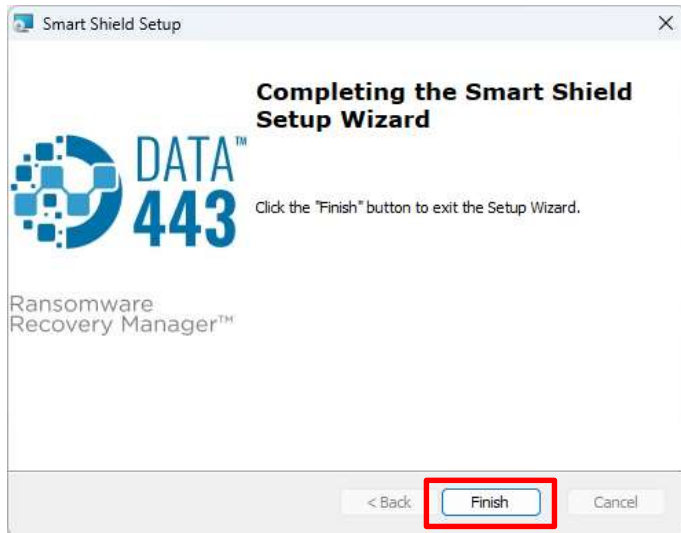 Smart Shield Setup
Completing the Smart Shield
Setup Wizard
DATA™
443
Click the "Finish" button to exit the Setup Wizard.
Ransomware
Recovery Manager™
< Back
Finish
Cancel